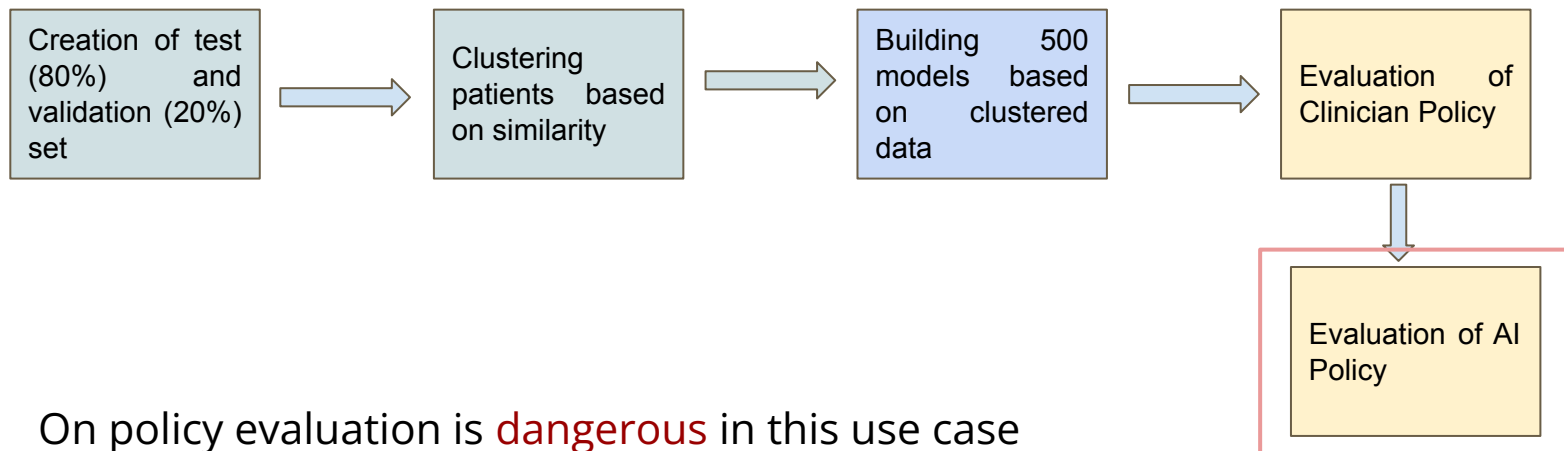 Creation of test
(80%) and
validation (20%)
set
Clustering
patients based
on similarity
Building 500
models based
on clustered
data
Evaluation of
Clinician Policy
Evaluation of AI
Policy
On policy evaluation is dangerous in this use case